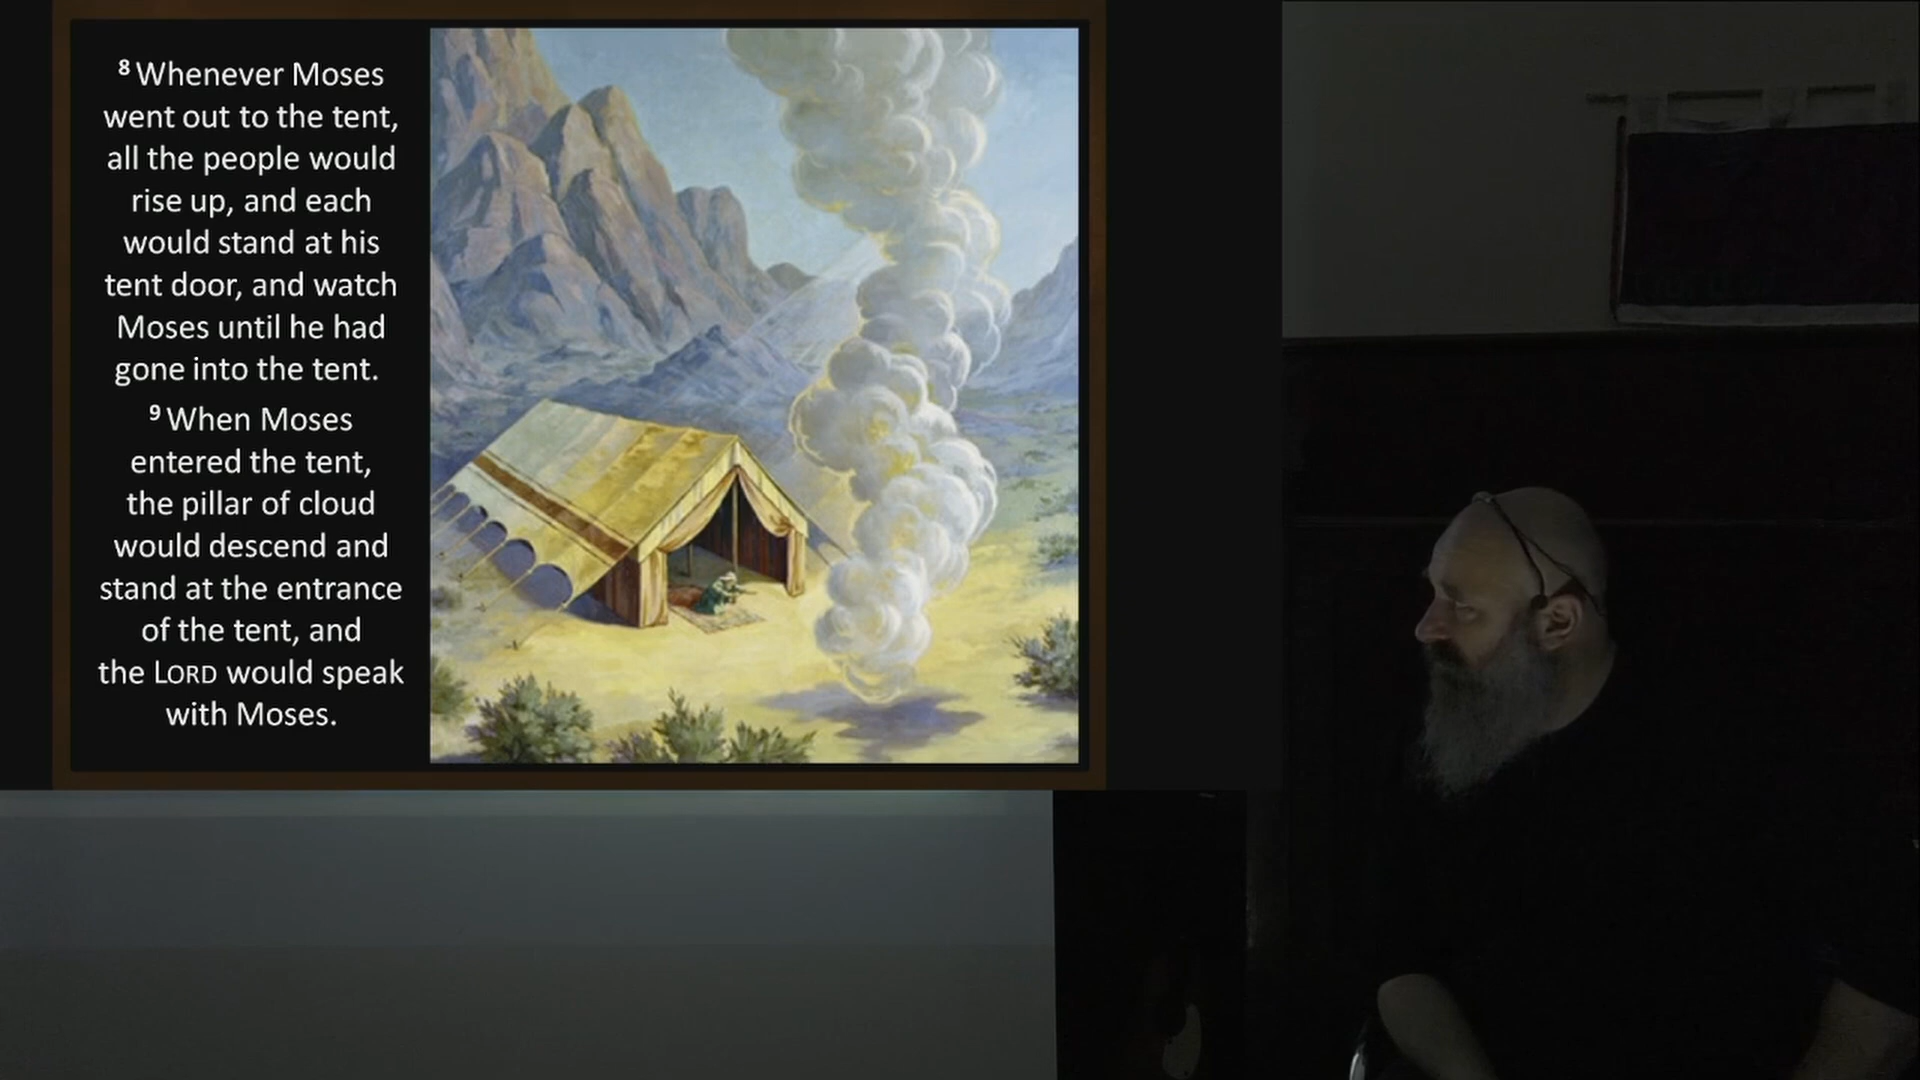 8 Whenever Moses
went out to the tent,
all the people would
rise up, and each
would stand at his
tent door, and watch
Moses until he had
gone into the tent.
9 When Moses
entered the tent,
the pillar of cloud
would descend and
stand at the entrance
of the tent, and
the LORD would speak
with Moses.